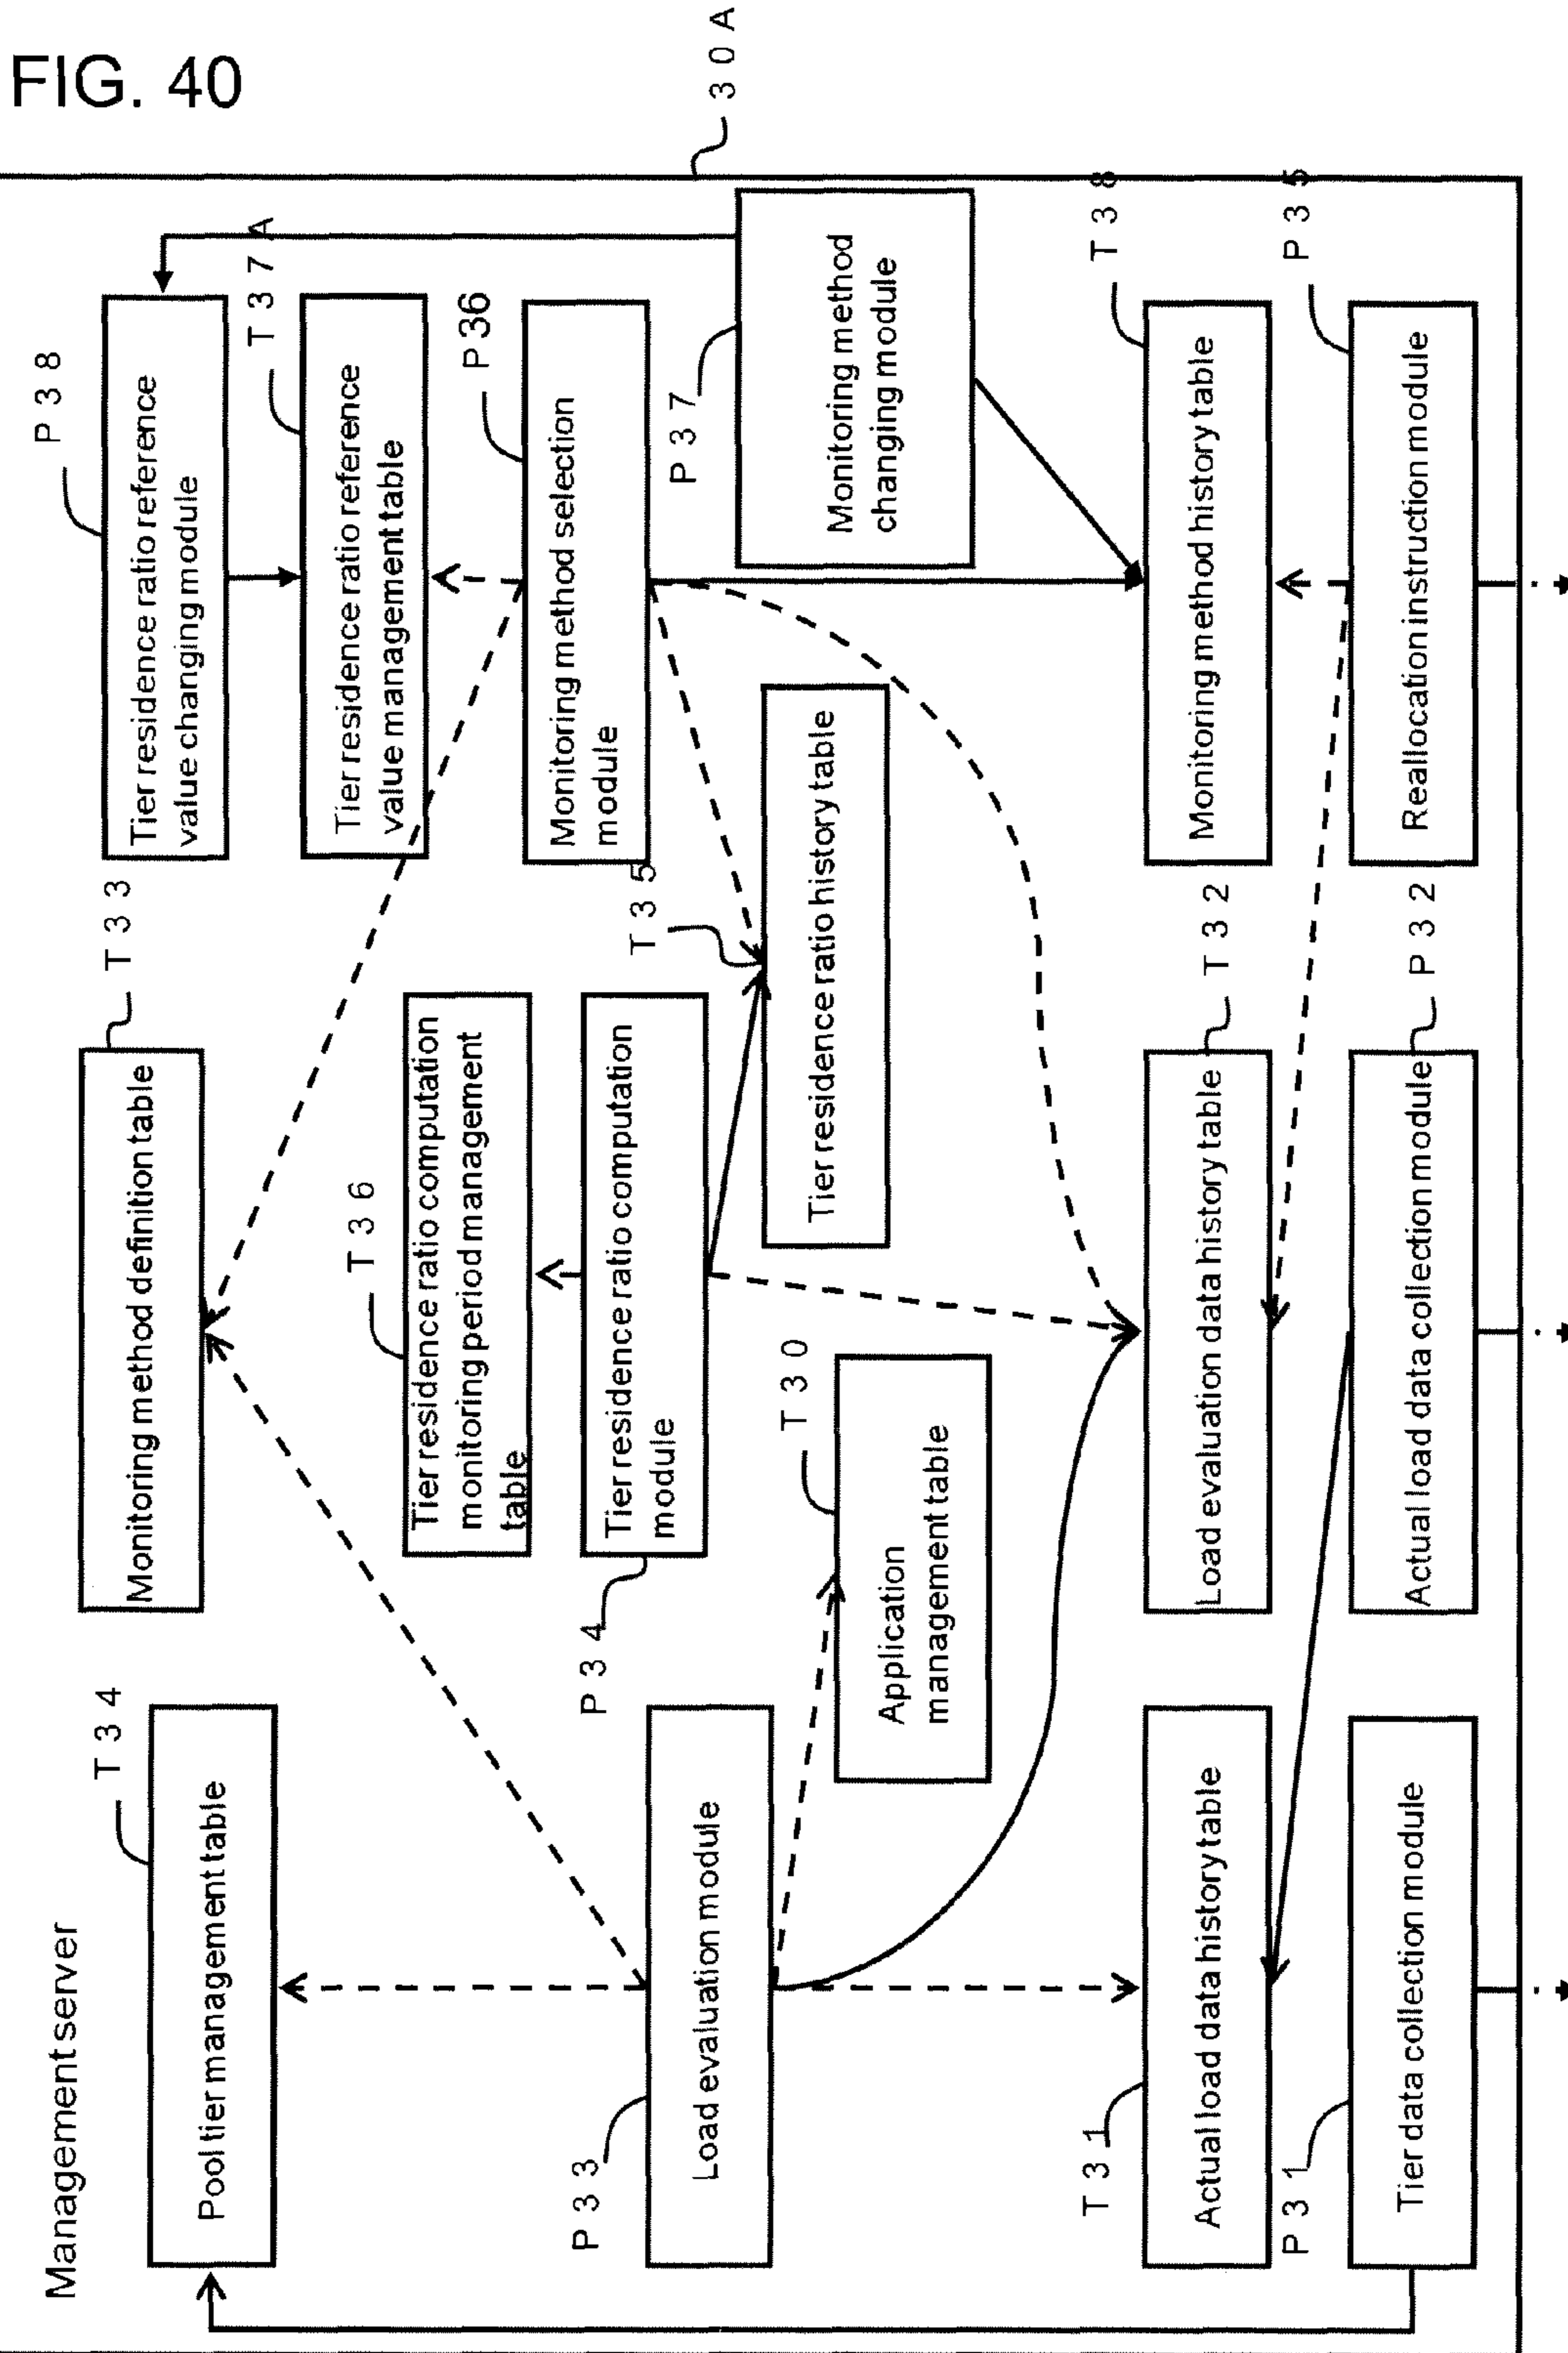 FIG. 40
Management server
30A
T34
Pool tier management table
T33
Monitoring method definition table
P38
Tier residence ratio reference
value changing module
T37A
Tier residence ratio reference
value management table
T36
Tier residence ratio computation
monitoring period management
table
P36
Monitoring method selection
module
P33
Load evaluation module
P34
Tier residence ratio computation
module
T35
Tier residence ratio history table
P37
Monitoring method
changing module
T30
Application
management table
T31
Actual load data history table
T32
Load evaluation data history table
T38
Monitoring method history table
P31
Tier data collection module
P32
Actual load data collection module
P35
Reallocation instruction module